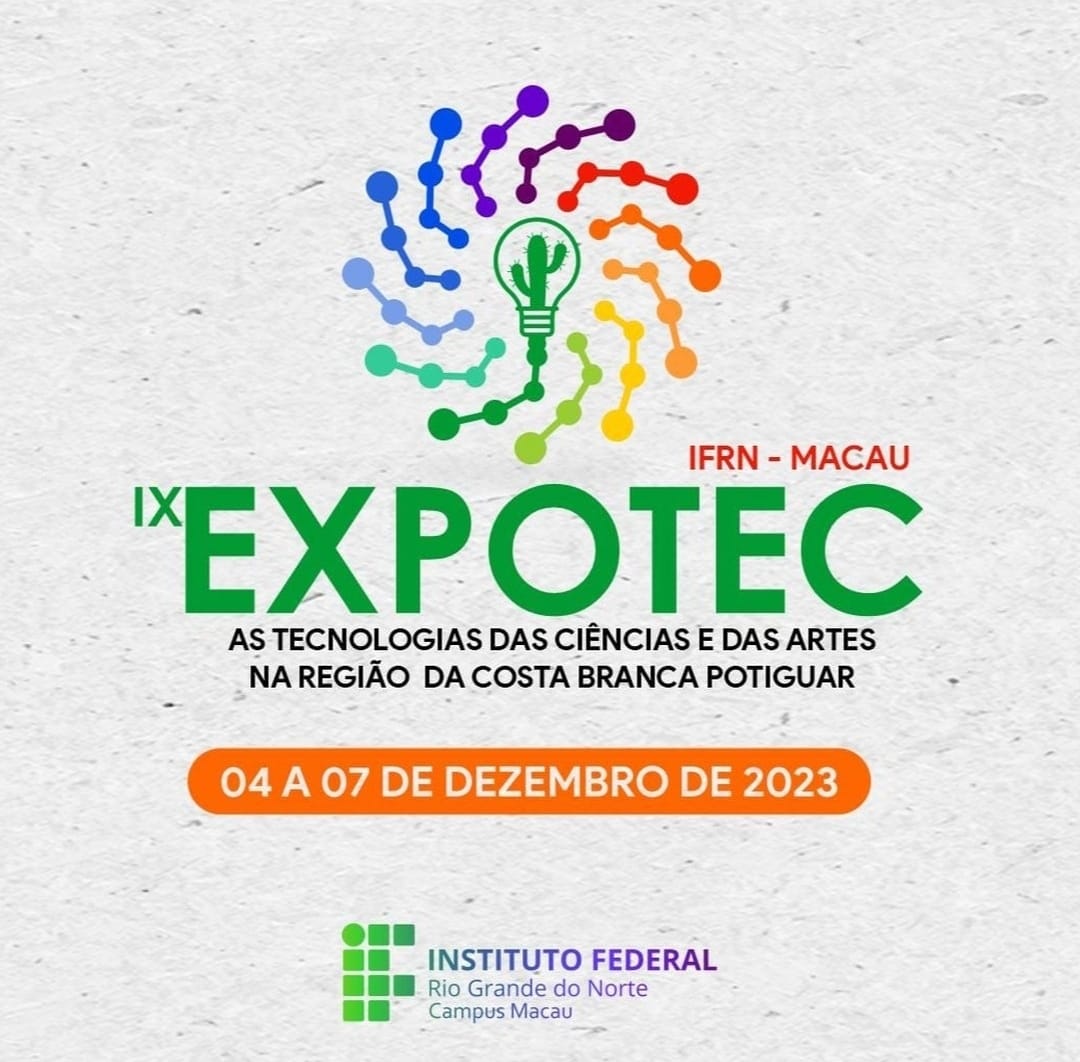 IFRN - MACAU
IX EXPOTEC
AS TECNOLOGIAS DAS CIÊNCIAS E DAS ARTES
NA REGIÃO DA COSTA BRANCA POTIGUAR
04 A 07 DE DEZEMBRO DE 2023
INSTITUTO FEDERAL
Rio Grande do Norte
Campus Macau